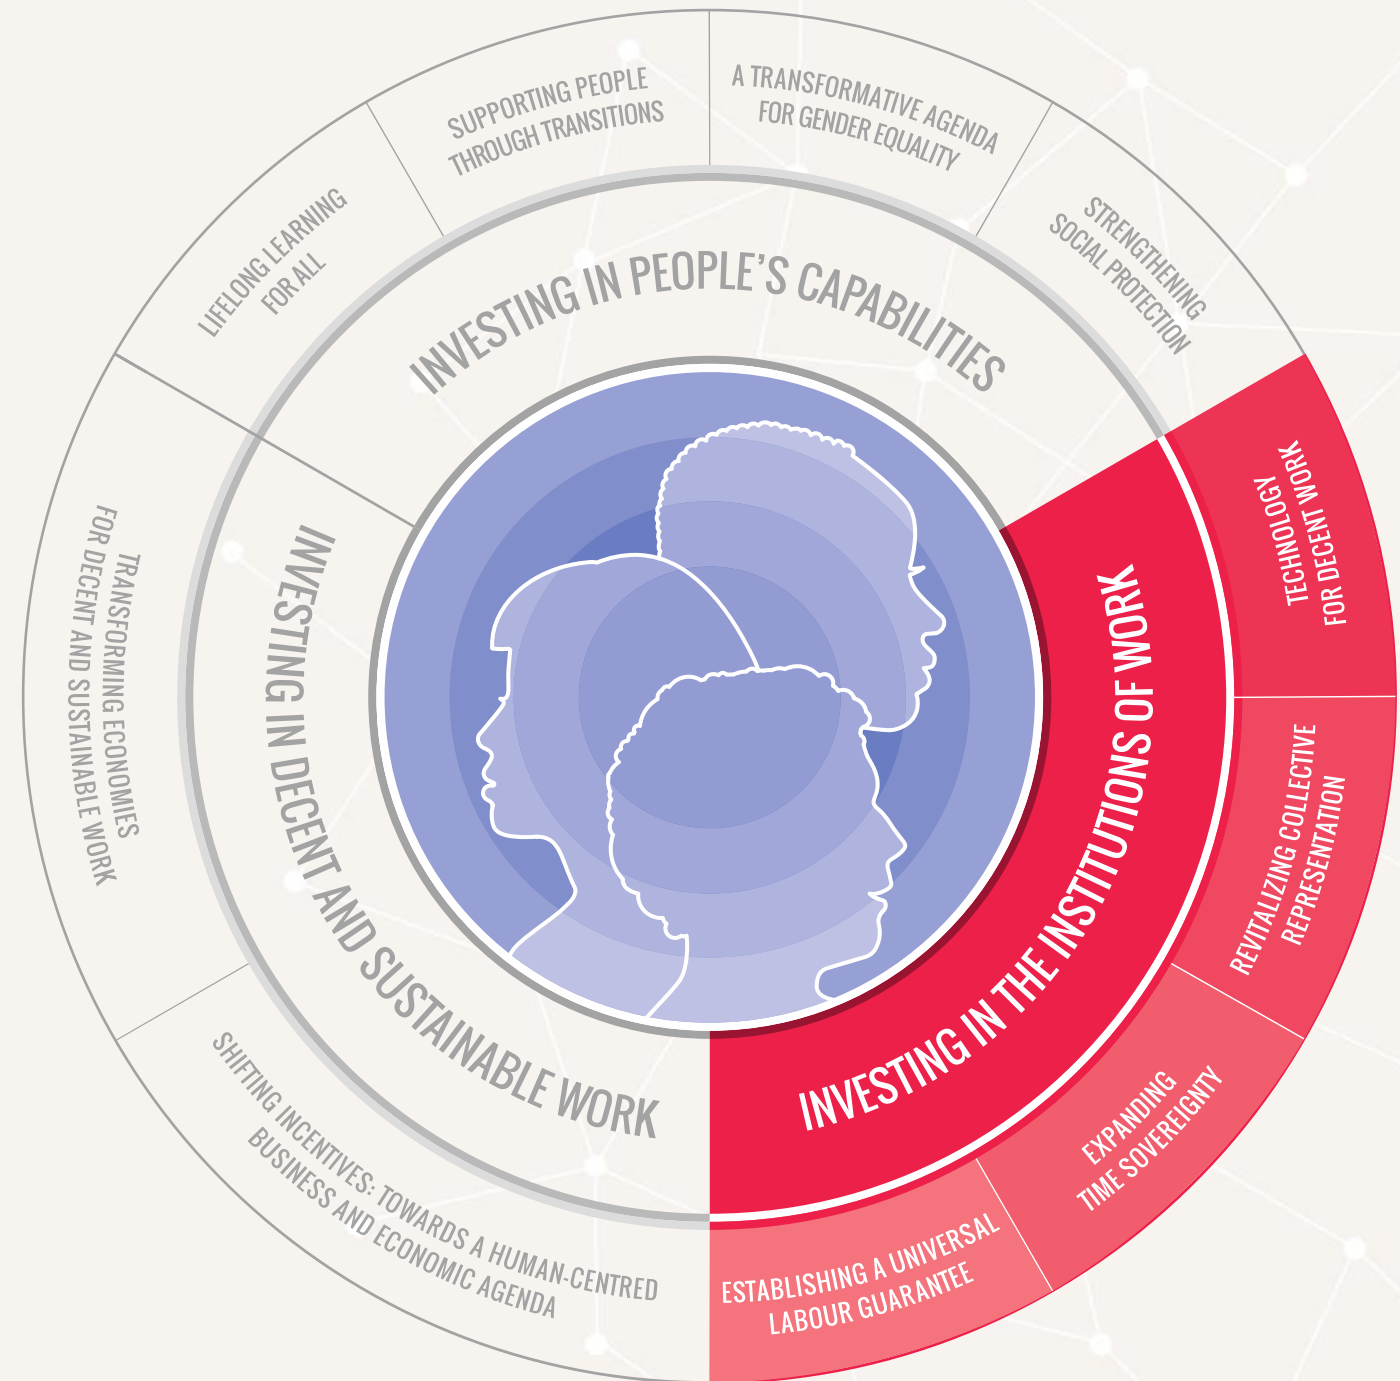 INVESTING IN PEOPLE'S CAPABILITIES
LIFELONG LEARNING
FOR ALL
SUPPORTING PEOPLE
THROUGH TRANSITIONS
A TRANSFORMATIVE AGENDA
FOR GENDER EQUALITY
STRENGTHENING
SOCIAL PROTECTION
INVESTING IN THE INSTITUTIONS OF WORK
TECHNOLOGY
FOR DECENT WORK
REVITALIZING COLLECTIVE
REPRESENTATION
EXPANDING
TIME SOVEREIGNTY
ESTABLISHING A UNIVERSAL
LABOUR GUARANTEE
INVESTING IN DECENT AND SUSTAINABLE WORK
TRANSFORMING ECONOMIES
FOR DECENT AND SUSTAINABLE WORK
SHIFTING INCENTIVES: TOWARDS A HUMAN-CENTRED
BUSINESS AND ECONOMIC AGENDA